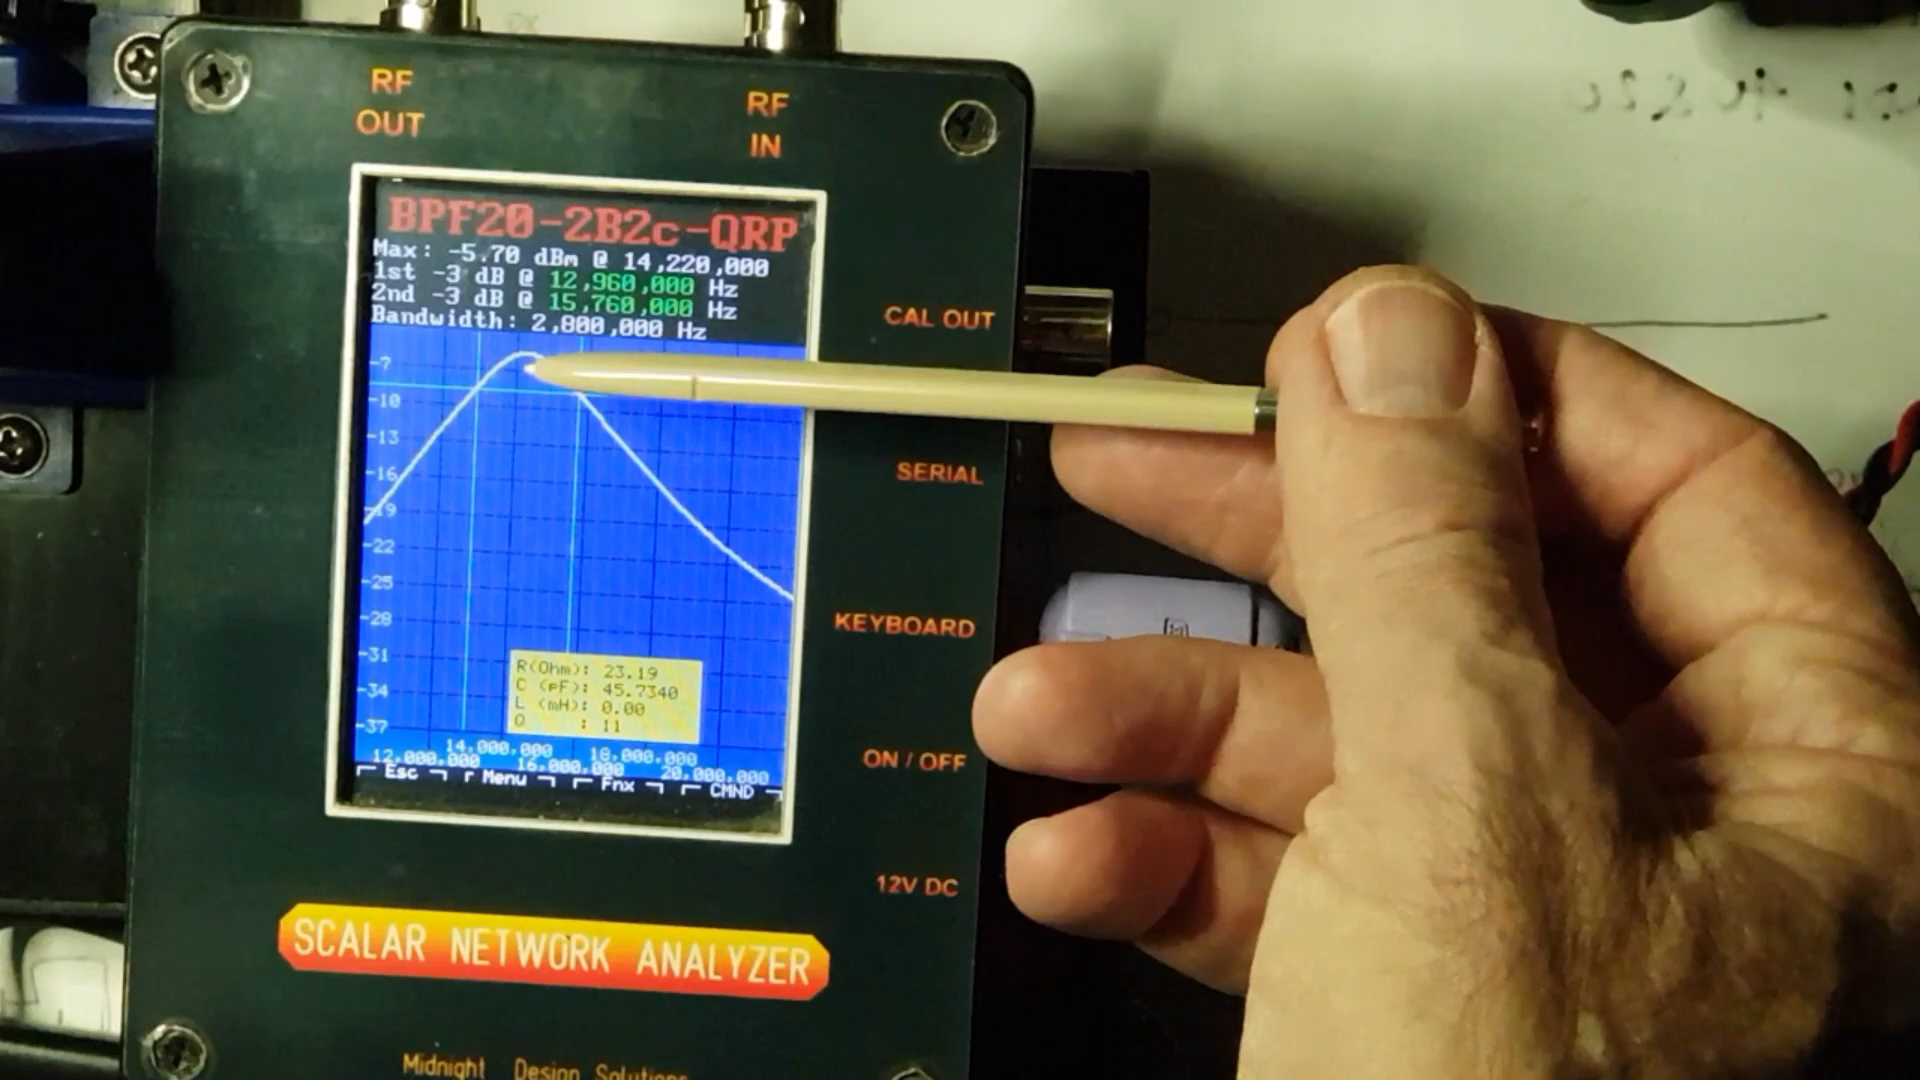 RF
OUT
RF
IN
BPF20-2B2c-QRP
Max: -5.70 dBm @ 14,220,000
1st -3 dB @ 12,960,000 Hz
2nd -3 dB @ 15,760,000 Hz
Bandwidth: 2,800,000 Hz
-7
-10
-13
-16
-19
-22
-25
-28
-31
-34
-37
R(Ohm): 23.19
C (pF): 45.7340
L (mH): 0.00
Q : 11
14,000,000 18,000,000
12,000,000 16,000,000 20,000,000
Esc Menu Fnx CMND
CAL OUT
SERIAL
KEYBOARD
ON / OFF
12V DC
SCALAR NETWORK ANALYZER
Midnight Design Solutions